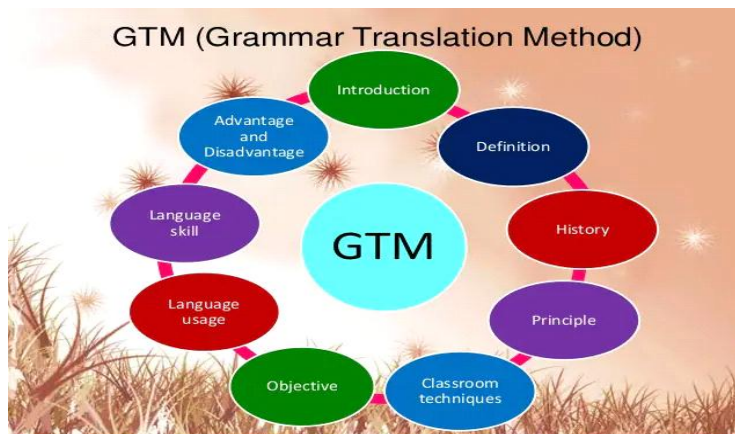 GTM (Grammar Translation Method)
Introduction
Definition
History
Principle
Classroom
techniques
Objective
Language
usage
Language
skill
Advantage
and
Disadvantage
GTM